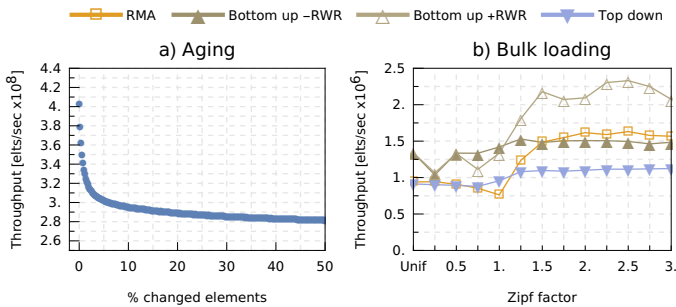 RMA Bottom up –RWR Bottom up +RWR Top down
a) Aging
Throughput [elts/sec x10^8]
4.4
4.2
4.
3.8
3.6
3.4
3.2
3.
2.8
2.6
0 10 20 30 40 50
% changed elements
b) Bulk loading
Throughput [elts/sec x10^6]
2.5
2.
1.5
1.
0.5
0.
Unif 0.5 1. 1.5 2. 2.5 3.
Zipf factor